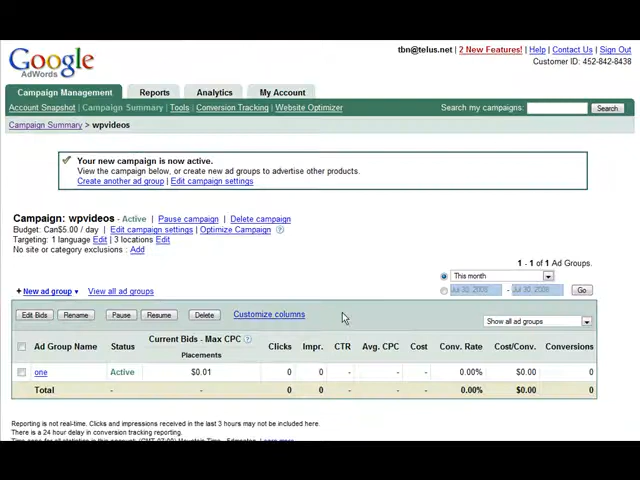 Google
AdWords
tbn@telus.net | 2 New Features! | Help | Contact Us | Sign Out
Customer ID: 452-842-8438
Campaign Management Reports Analytics My Account
Account Snapshot | Campaign Summary | Tools | Conversion Tracking | Website Optimizer Search my campaigns: Search
Campaign Summary > wpvideos
Your new campaign is now active.
View the campaign below, or create new ad groups to advertise other products.
Create another ad group | Edit campaign settings
Campaign: wpvideos - Active | Pause campaign | Delete campaign
Budget: Can$5.00 / day | Edit campaign settings | Optimize Campaign ?
Targeting: 1 language Edit | 3 locations Edit
No site or category exclusions : Add
1 - 1 of 1 Ad Groups.
This month
+ New ad group View all ad groups Jul 30, 2008 - Jul 30, 2008 Go
Edit Bids Rename Pause Resume Delete Customize columns Show all ad groups
Ad Group Name Status Current Bids - Max CPC ? Placements Clicks Impr. CTR Avg. CPC Cost Conv. Rate Cost/Conv. Conversions
one Active $0.01 0 0 - - - 0.00% $0.00 0
Total - - 0 0 - - - 0.00% $0.00 0
Reporting is not real-time. Clicks and impressions received in the last 3 hours may not be included here.
There is a 24 hour delay in conversion tracking reporting.